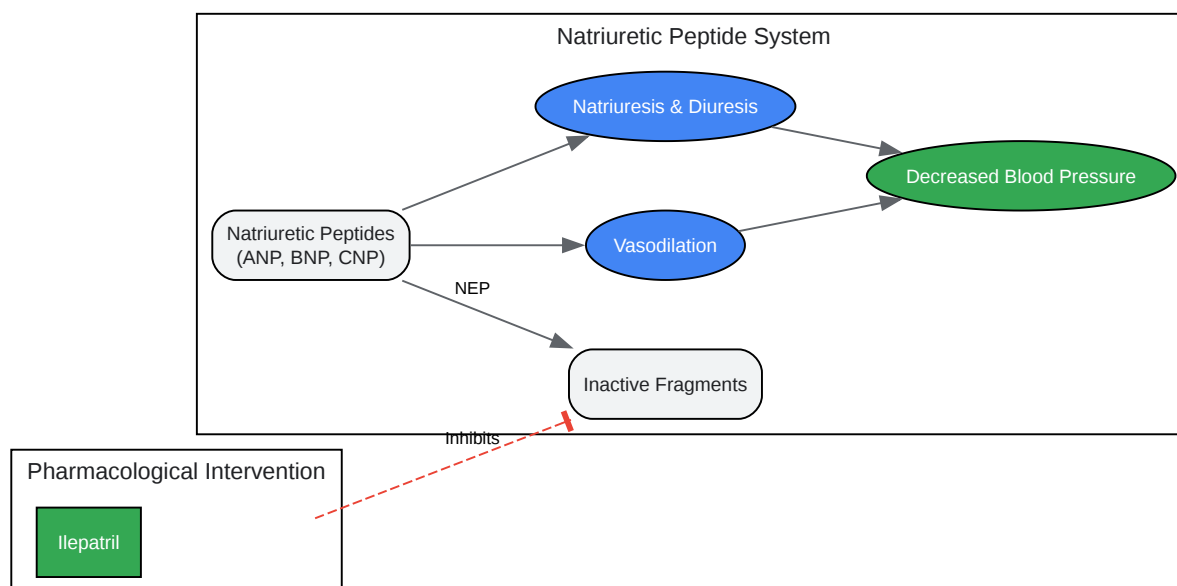 Natriuretic Peptide System
Natriuresis & Diuresis
Decreased Blood Pressure
Natriuretic Peptides
(ANP, BNP, CNP)
Vasodilation
NEP
Inactive Fragments
Inhibits
Pharmacological Intervention
Ilepatril